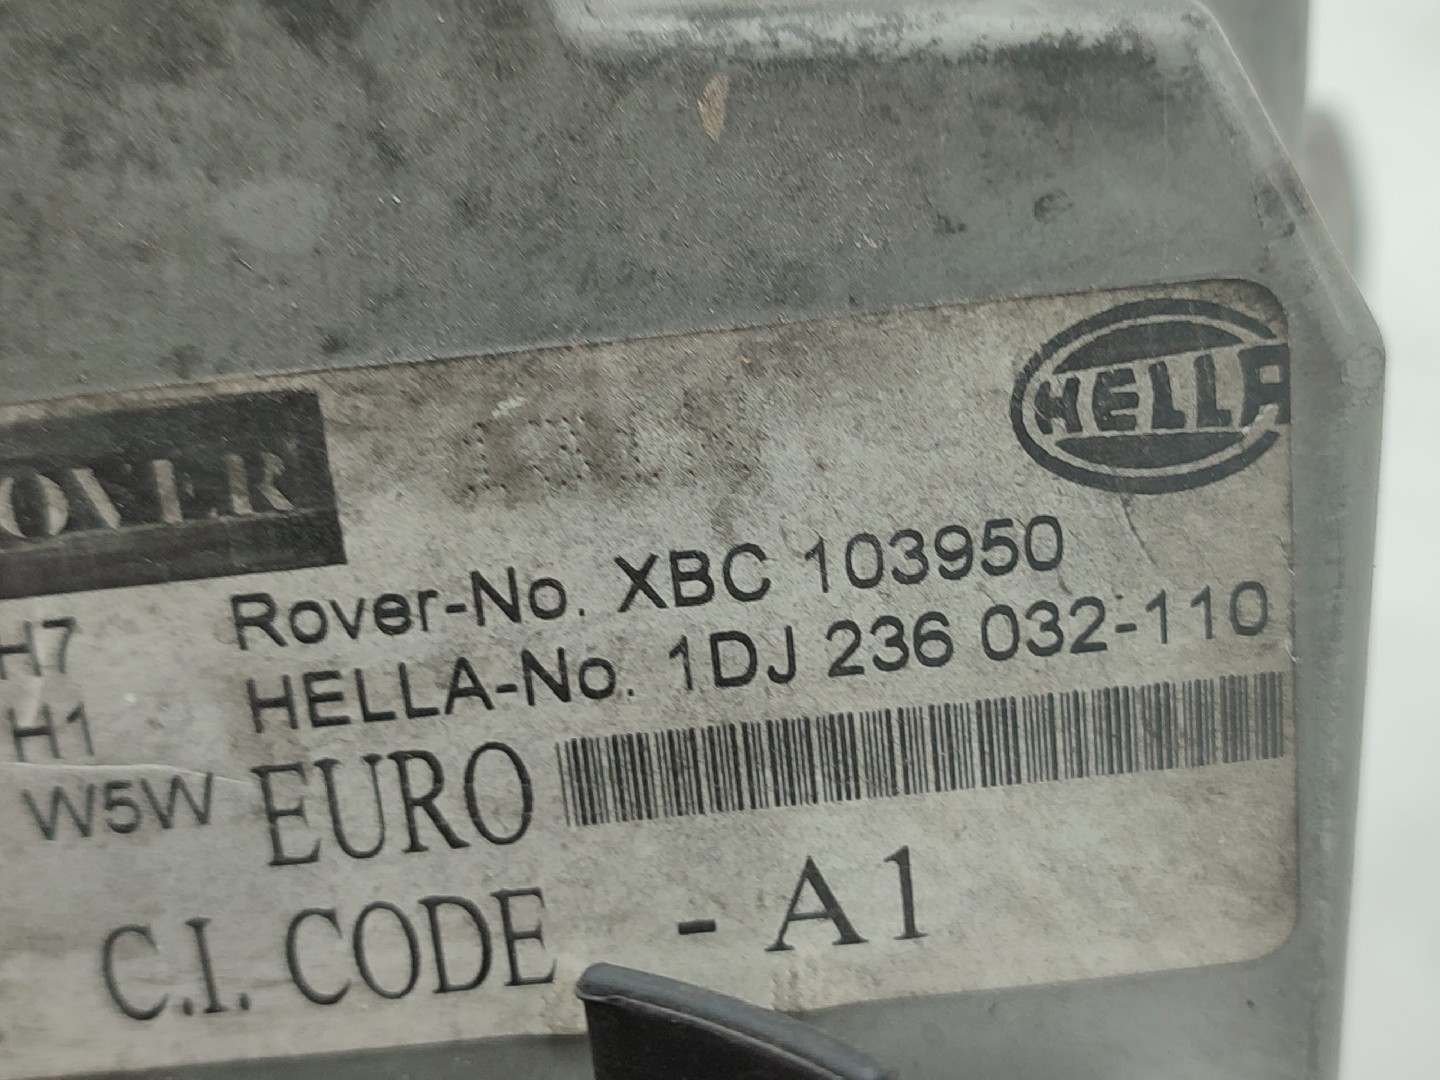 HELLA
OVER
Rover-No. XBC 103950
HELLA-No. 1DJ 236 032-110
H7
H1
W5W
EURO
C.I. CODE - A1